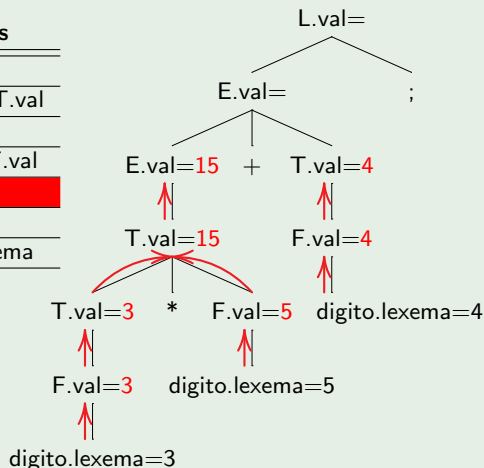 L.val=
E.val= ;
T.val
E.val=15 + T.val=4
.val
T.val=15 F.val=4
T.val=3 * F.val=5 digito.lexema=4
F.val=3 digito.lexema=5
digito.lexema=3